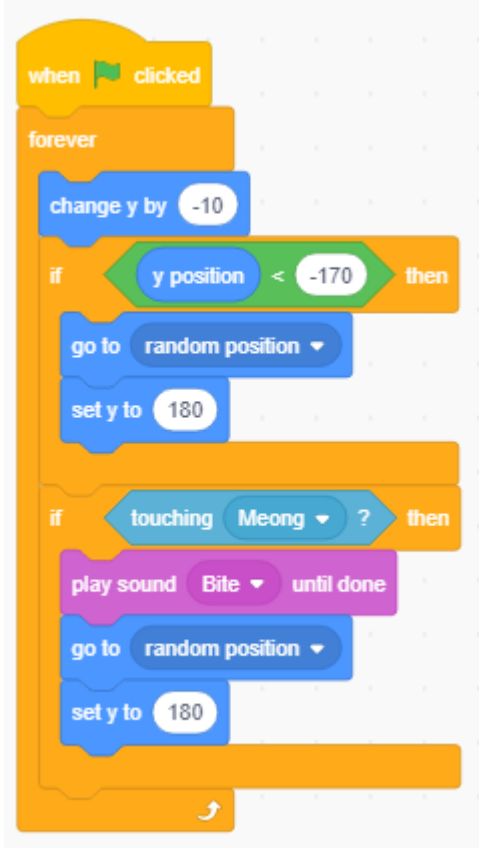 when clicked
forever
change y by -10
if y position < -170 then
go to random position
set y to 180
if touching Meong ? then
play sound Bite until done
go to random position
set y to 180